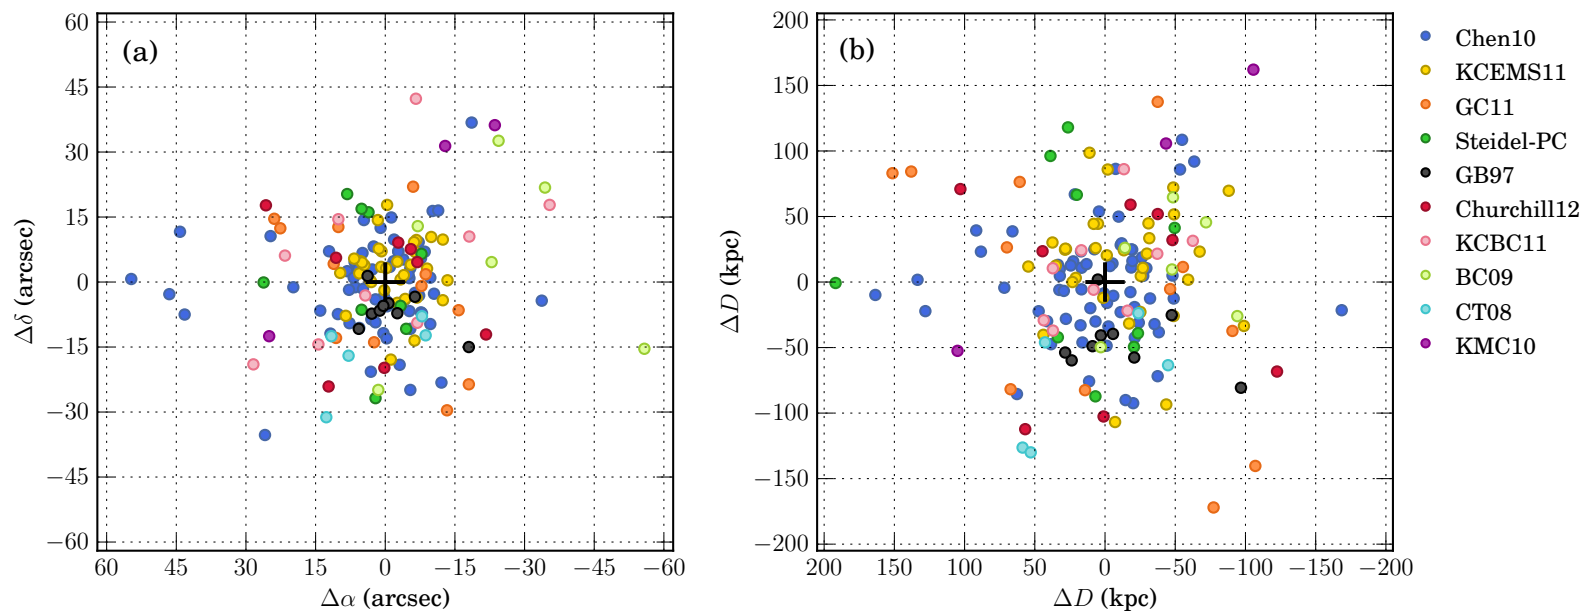 (a)
60
45
30
15
0
−15
−30
−45
−60
Δδ (arcsec)
60 45 30 15 0 −15 −30 −45 −60
Δα (arcsec)
(b)
200
150
100
50
0
−50
−100
−150
−200
ΔD (kpc)
200 150 100 50 0 −50 −100 −150 −200
ΔD (kpc)
Chen10
KCEMS11
GC11
Steidel-PC
GB97
Churchill12
KCBC11
BC09
CT08
KMC10